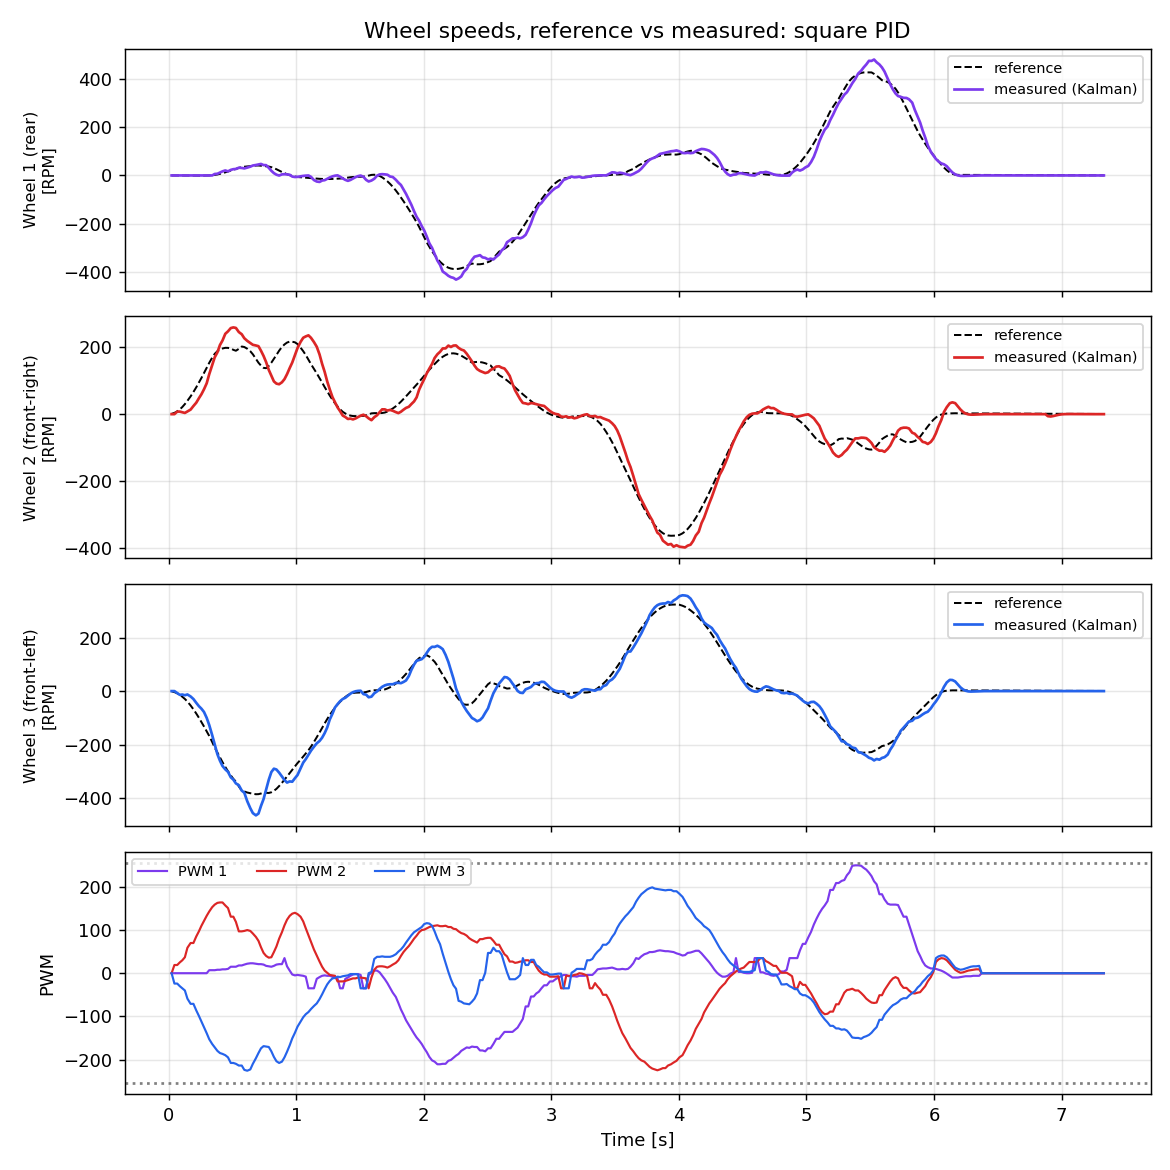 Wheel speeds, reference vs measured: square PID
Wheel 1 (rear)
[RPM]
400
200
0
−200
−400
reference
measured (Kalman)
Wheel 2 (front-right)
[RPM]
200
0
−200
−400
reference
measured (Kalman)
Wheel 3 (front-left)
[RPM]
200
0
−200
−400
reference
measured (Kalman)
PWM
200
100
0
−100
−200
PWM 1 PWM 2 PWM 3
0 1 2 3 4 5 6 7
Time [s]